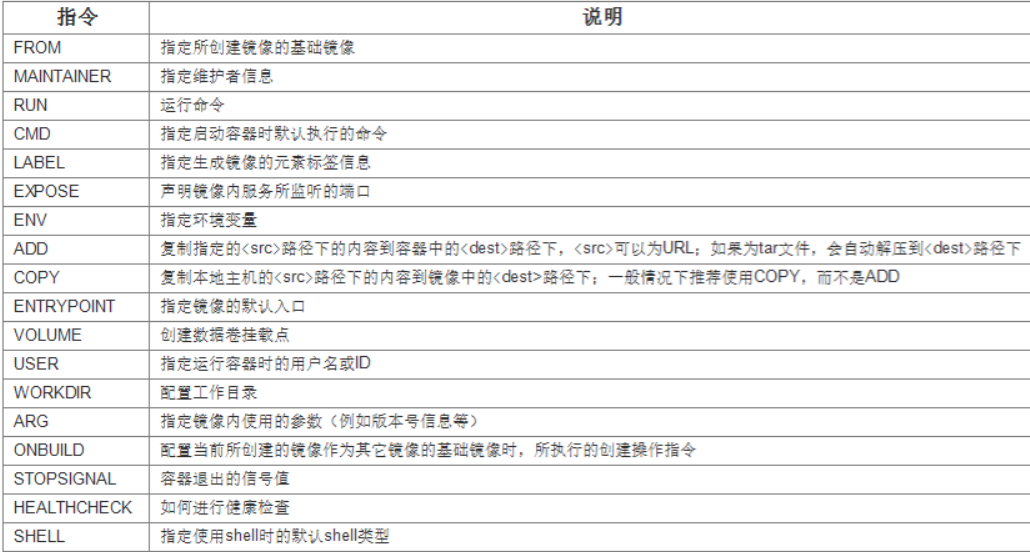 指令 说明
FROM 指定所创建镜像的基础镜像
MAINTAINER 指定维护者信息
RUN 运行命令
CMD 指定启动容器时默认执行的命令
LABEL 指定生成镜像的元素标签信息
EXPOSE 声明镜像内服务所监听的端口
ENV 指定环境变量
ADD 复制指定的<src>路径下的内容到容器中的<dest>路径下，<src>可以为URL；如果为tar文件，会自动解压到<dest>路径下
COPY 复制本地主机的<src>路径下的内容到镜像中的<dest>路径下；一般情况下推荐使用COPY，而不是ADD
ENTRYPOINT 指定镜像的默认入口
VOLUME 创建数据卷挂载点
USER 指定运行容器时的用户名或ID
WORKDIR 配置工作目录
ARG 指定镜像内使用的参数（例如版本号信息等）
ONBUILD 配置当前所创建的镜像作为其它镜像的基础镜像时，所执行的创建操作指令
STOPSIGNAL 容器退出的信号值
HEALTHCHECK 如何进行健康检查
SHELL 指定使用shell时的默认shell类型